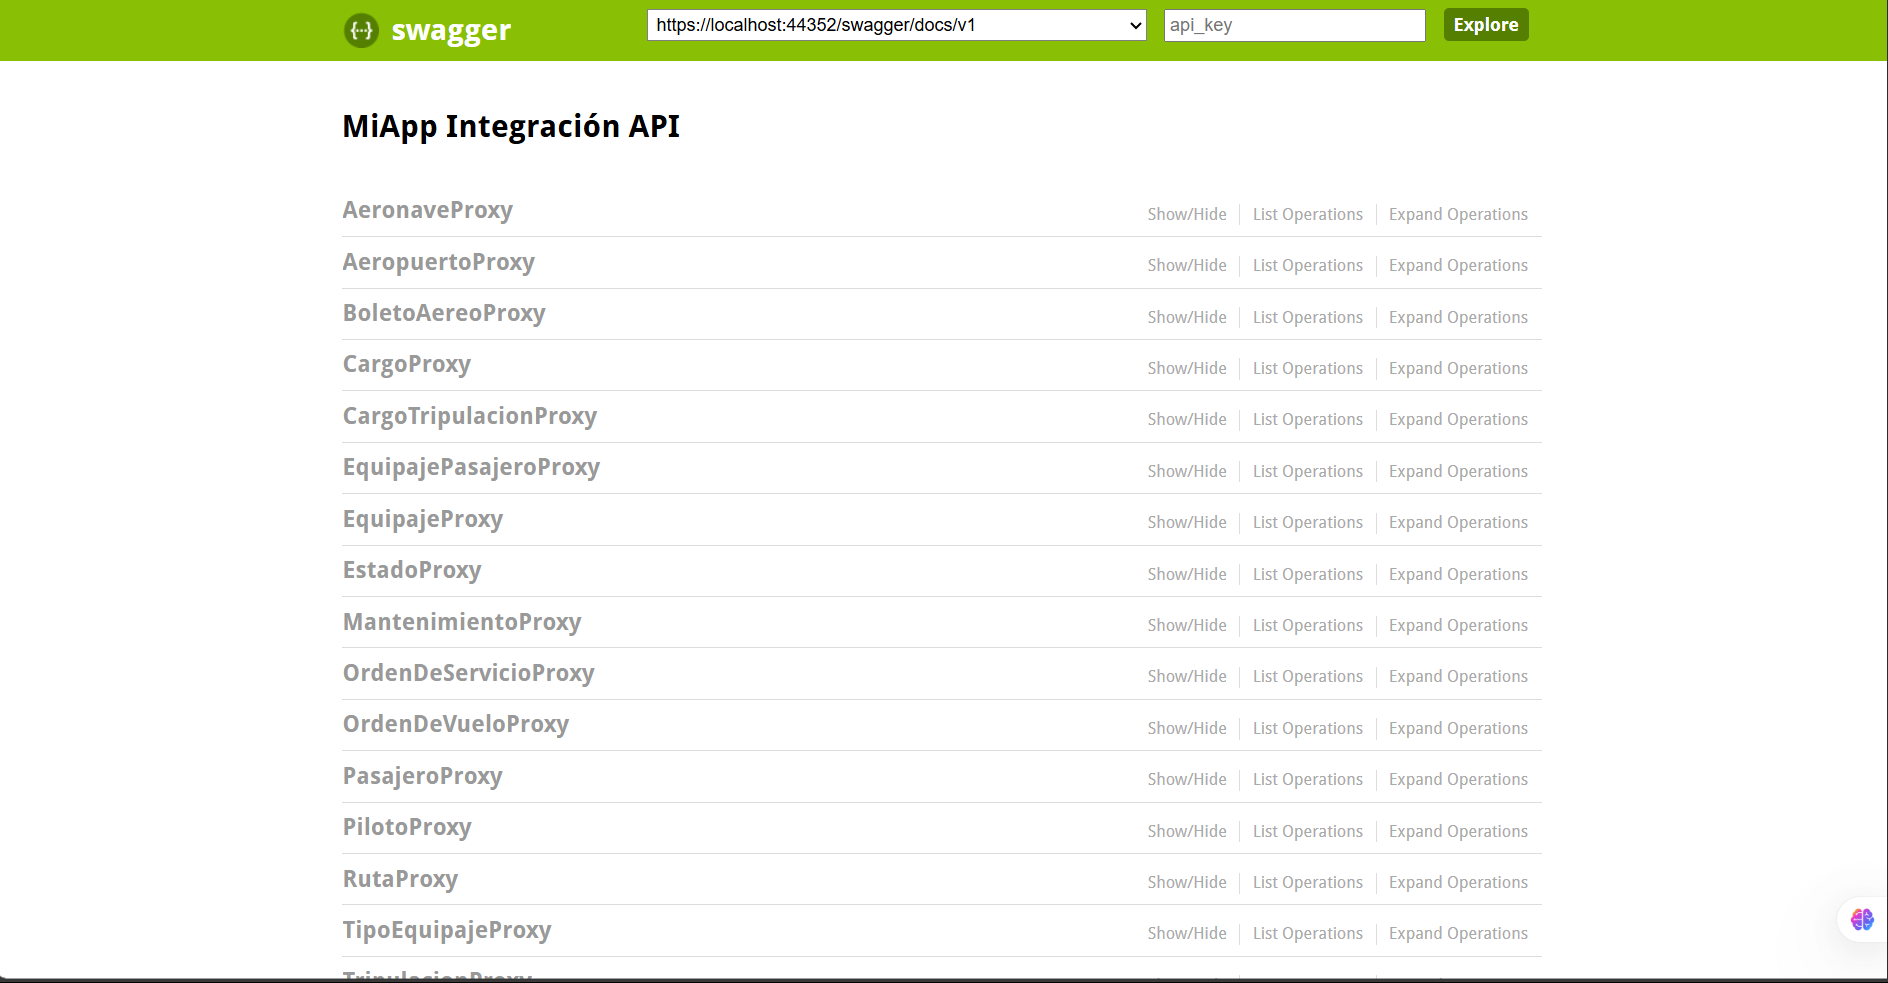 swagger https://localhost:44352/swagger/docs/v1 api_key Explore
MiApp Integración API
AeronaveProxy Show/Hide List Operations Expand Operations
AeropuertoProxy Show/Hide List Operations Expand Operations
BoletoAereoProxy Show/Hide List Operations Expand Operations
CargoProxy Show/Hide List Operations Expand Operations
CargoTripulacionProxy Show/Hide List Operations Expand Operations
EquipajePasajeroProxy Show/Hide List Operations Expand Operations
EquipajeProxy Show/Hide List Operations Expand Operations
EstadoProxy Show/Hide List Operations Expand Operations
MantenimientoProxy Show/Hide List Operations Expand Operations
OrdenDeServicioProxy Show/Hide List Operations Expand Operations
OrdenDeVueloProxy Show/Hide List Operations Expand Operations
PasajeroProxy Show/Hide List Operations Expand Operations
PilotoProxy Show/Hide List Operations Expand Operations
RutaProxy Show/Hide List Operations Expand Operations
TipoEquipajeProxy Show/Hide List Operations Expand Operations
TripulacionProxy